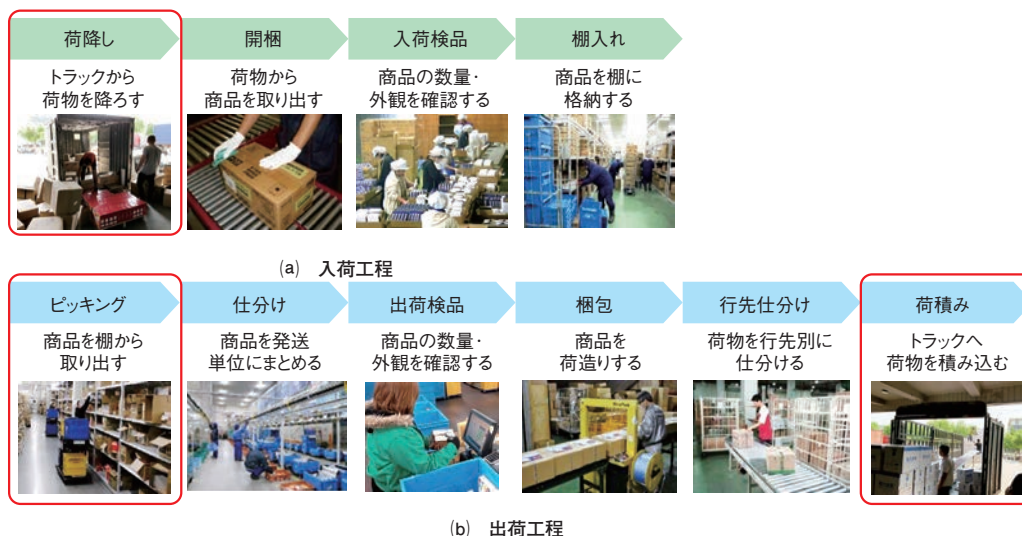 荷降し
開梱
入荷検品
棚入れ
トラックから
荷物を降ろす
荷物から
商品を取り出す
商品の数量・
外観を確認する
商品を棚に
格納する
(a) 入荷工程
ピッキング
仕分け
出荷検品
梱包
行先仕分け
荷積み
商品を棚から
取り出す
商品を発送
単位にまとめる
商品の数量・
外観を確認する
商品を
荷造りする
荷物を行先別に
仕分ける
トラックへ
荷物を積み込む
(b) 出荷工程